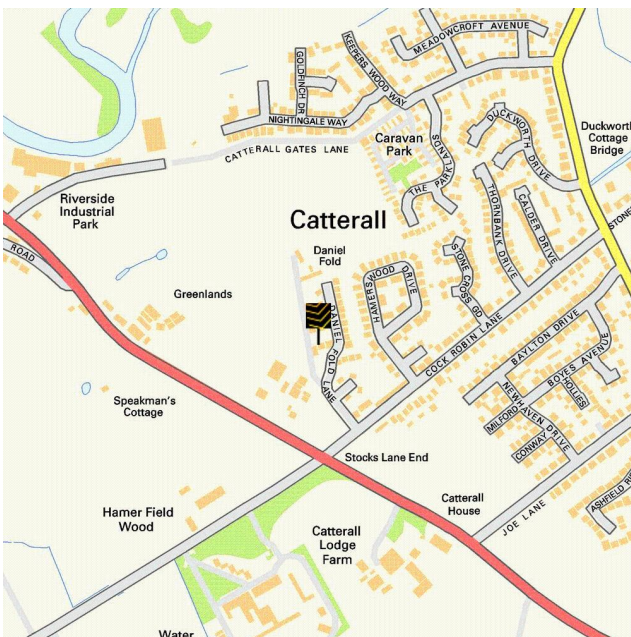 MEADOWCROFT AVENUE
KEEPERS WOOD WAY
GOLDFINCH DR
NIGHTINGALE WAY
DUCKWORTH DRIVE
Duckworth
Cottage
Bridge
Caravan
Park
CATTERALL GATES LANE
THE PARKLANDS
Riverside
Industrial
Park
THORNBANK DRIVE
CALDER DRIVE
Catterall
ROAD
Daniel
Fold
HAMERSWOOD DRIVE
STONE CROSS GD
STONE
Greenlands
DANIEL FOLD LANE
COCK ROBIN LANE
BAYLTON DRIVE
BOYES AVENUE
Speakman's
Cottage
NEWHAVEN DRIVE
HOLLIES
MILFORD
CONWAY
Stocks Lane End
Catterall
House
ASHFIELD
JOE LANE
Hamer Field
Wood
Catterall
Lodge
Farm
Water